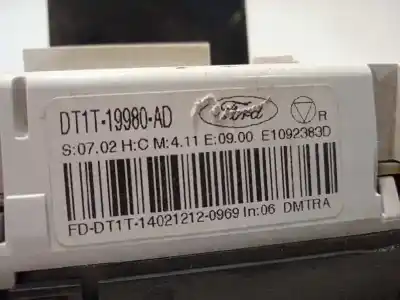 DT1T-19980-AD Ford R
S:07.02 H:C M:4.11 E:09.00 E1092383D
FD-DT1T-14021212-0969 In:06 DMTRA